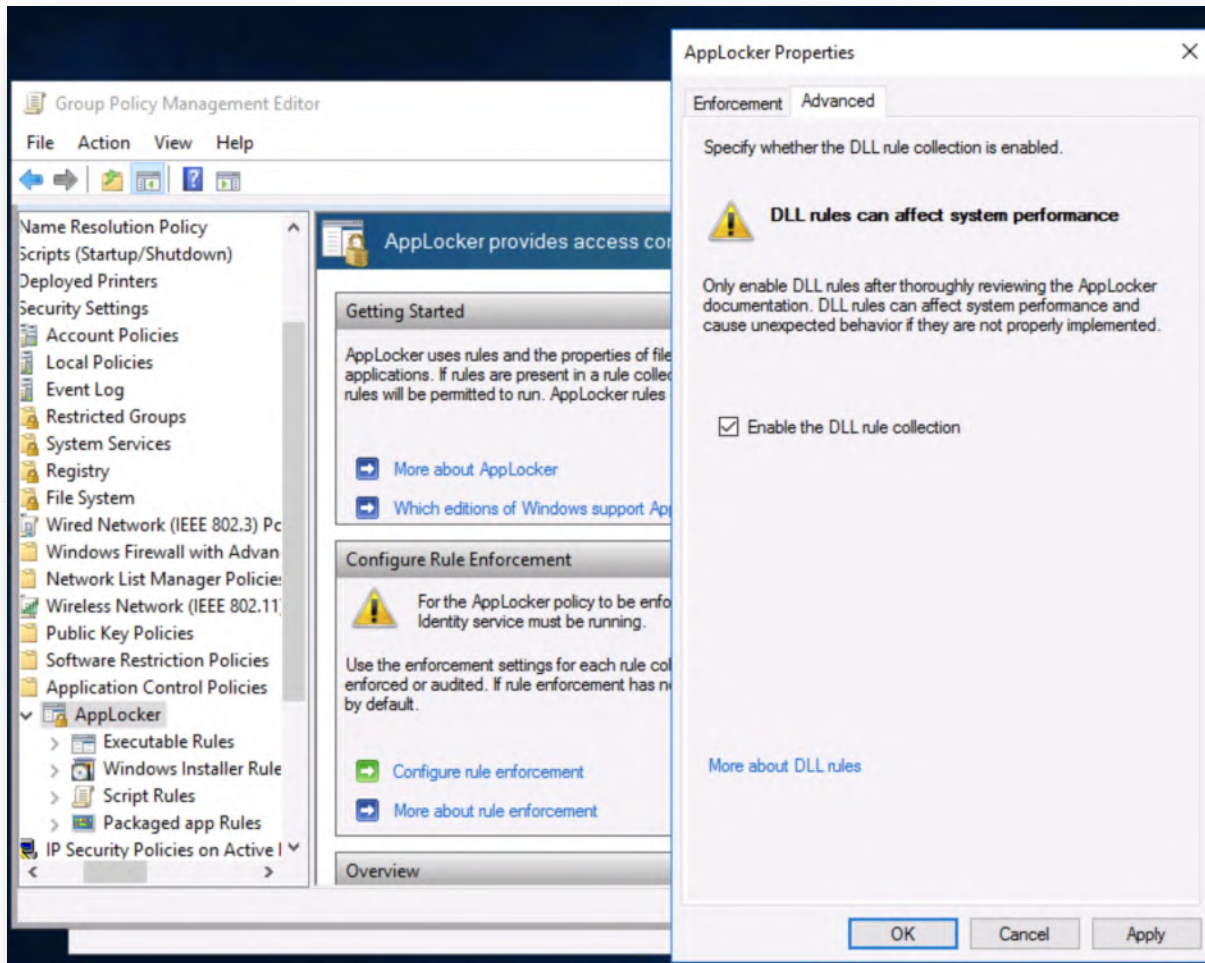 Group Policy Management Editor
File Action View Help
Name Resolution Policy
Scripts (Startup/Shutdown)
Deployed Printers
Security Settings
Account Policies
Local Policies
Event Log
Restricted Groups
System Services
Registry
File System
Wired Network (IEEE 802.3) Pc
Windows Firewall with Advan
Network List Manager Policie
Wireless Network (IEEE 802.11)
Public Key Policies
Software Restriction Policies
Application Control Policies
AppLocker
Executable Rules
Windows Installer Rule
Script Rules
Packaged app Rules
IP Security Policies on Active
AppLocker provides access cor
Getting Started
AppLocker uses rules and the properties of file
applications. If rules are present in a rule collec
rules will be permitted to run. AppLocker rules
More about AppLocker
Which editions of Windows support Ap
Configure Rule Enforcement
For the AppLocker policy to be enfo
Identity service must be running.
Use the enforcement settings for each rule col
enforced or audited. If rule enforcement has n
by default.
Configure rule enforcement
More about rule enforcement
Overview
AppLocker Properties
Enforcement Advanced
Specify whether the DLL rule collection is enabled.
DLL rules can affect system performance
Only enable DLL rules after thoroughly reviewing the AppLocker
documentation. DLL rules can affect system performance and
cause unexpected behavior if they are not properly implemented.
Enable the DLL rule collection
More about DLL rules
OK Cancel Apply